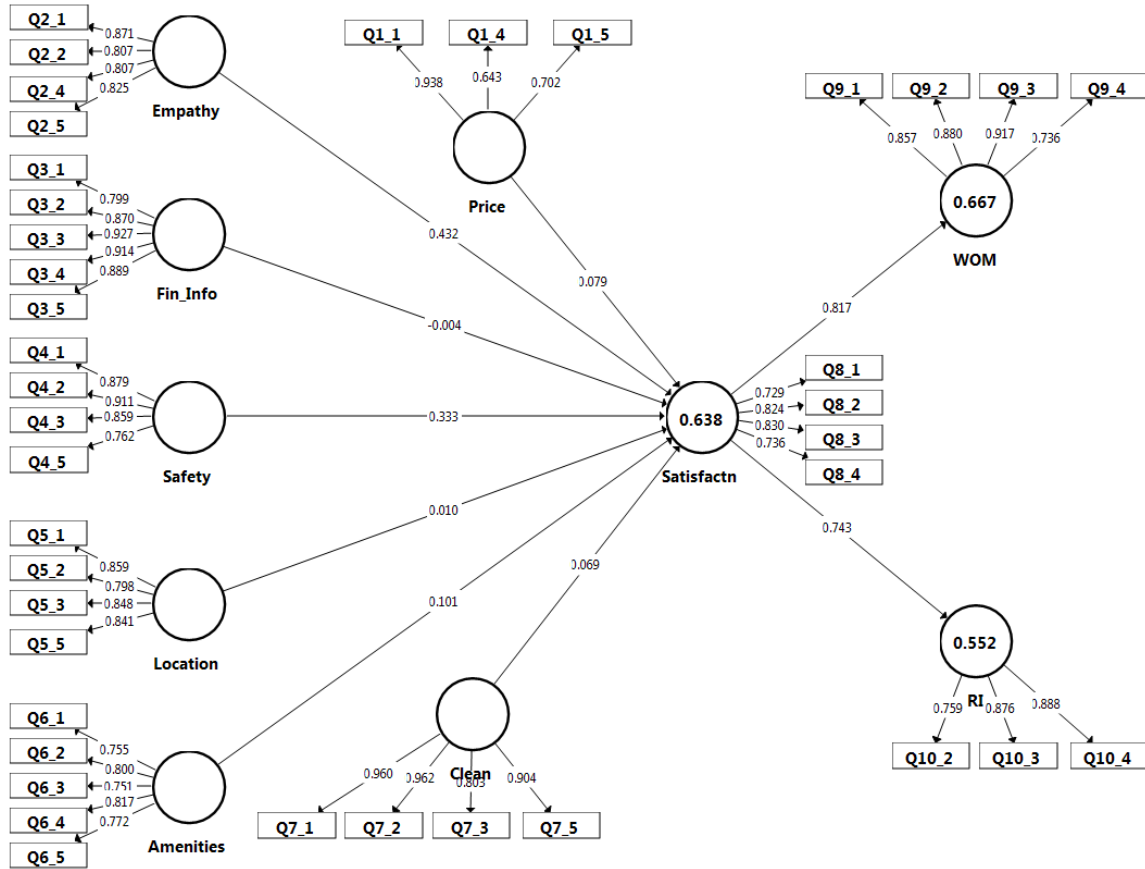 Q2_1
Q2_2
Q2_4
Q2_5
0.871
0.807
0.807
0.825
Empathy
Q1_1
Q1_4
Q1_5
0.938
0.643
0.702
Price
Q9_1
Q9_2
Q9_3
Q9_4
0.857
0.880
0.917
0.736
0.667
WOM
Q3_1
Q3_2
Q3_3
Q3_4
Q3_5
0.799
0.870
0.927
0.914
0.889
Fin_Info
0.432
0.079
-0.004
0.817
Q4_1
Q4_2
Q4_3
Q4_5
0.879
0.911
0.859
0.762
Safety
0.333
0.638
Satisfactn
0.729
0.824
0.830
0.736
Q8_1
Q8_2
Q8_3
Q8_4
Q5_1
Q5_2
Q5_3
Q5_5
0.859
0.798
0.848
0.841
Location
0.010
0.069
0.101
0.743
0.552
RI
0.759
0.876
0.888
Q10_2
Q10_3
Q10_4
Q6_1
Q6_2
Q6_3
Q6_4
Q6_5
0.755
0.800
0.751
0.817
0.772
Amenities
Clean
0.960
0.962
0.803
0.904
Q7_1
Q7_2
Q7_3
Q7_5